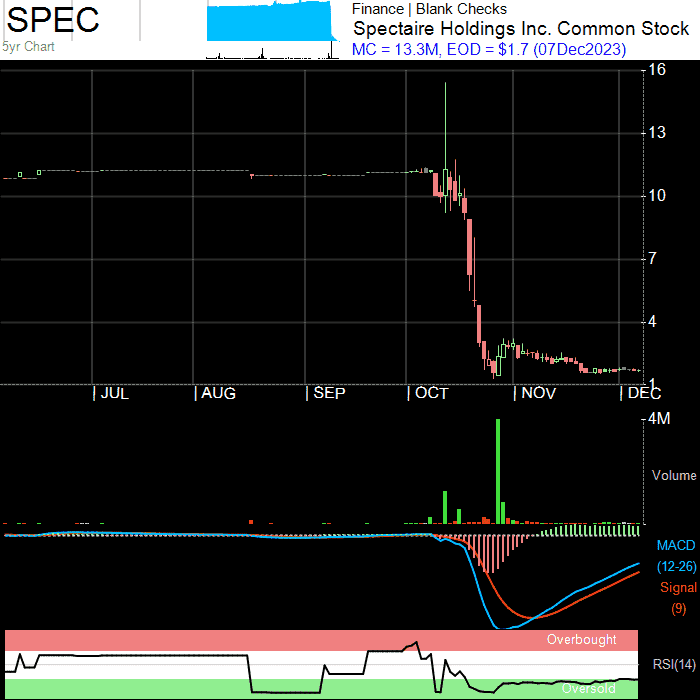 SPEC
5yr Chart
Finance | Blank Checks
Spectaire Holdings Inc. Common Stock
MC = 13.3M, EOD = $1.7 (07Dec2023)
16
13
10
7
4
1
JUL
AUG
SEP
OCT
NOV
DEC
4M
Volume
MACD
(12-26)
Signal
(9)
Overbought
RSI(14)
Oversold